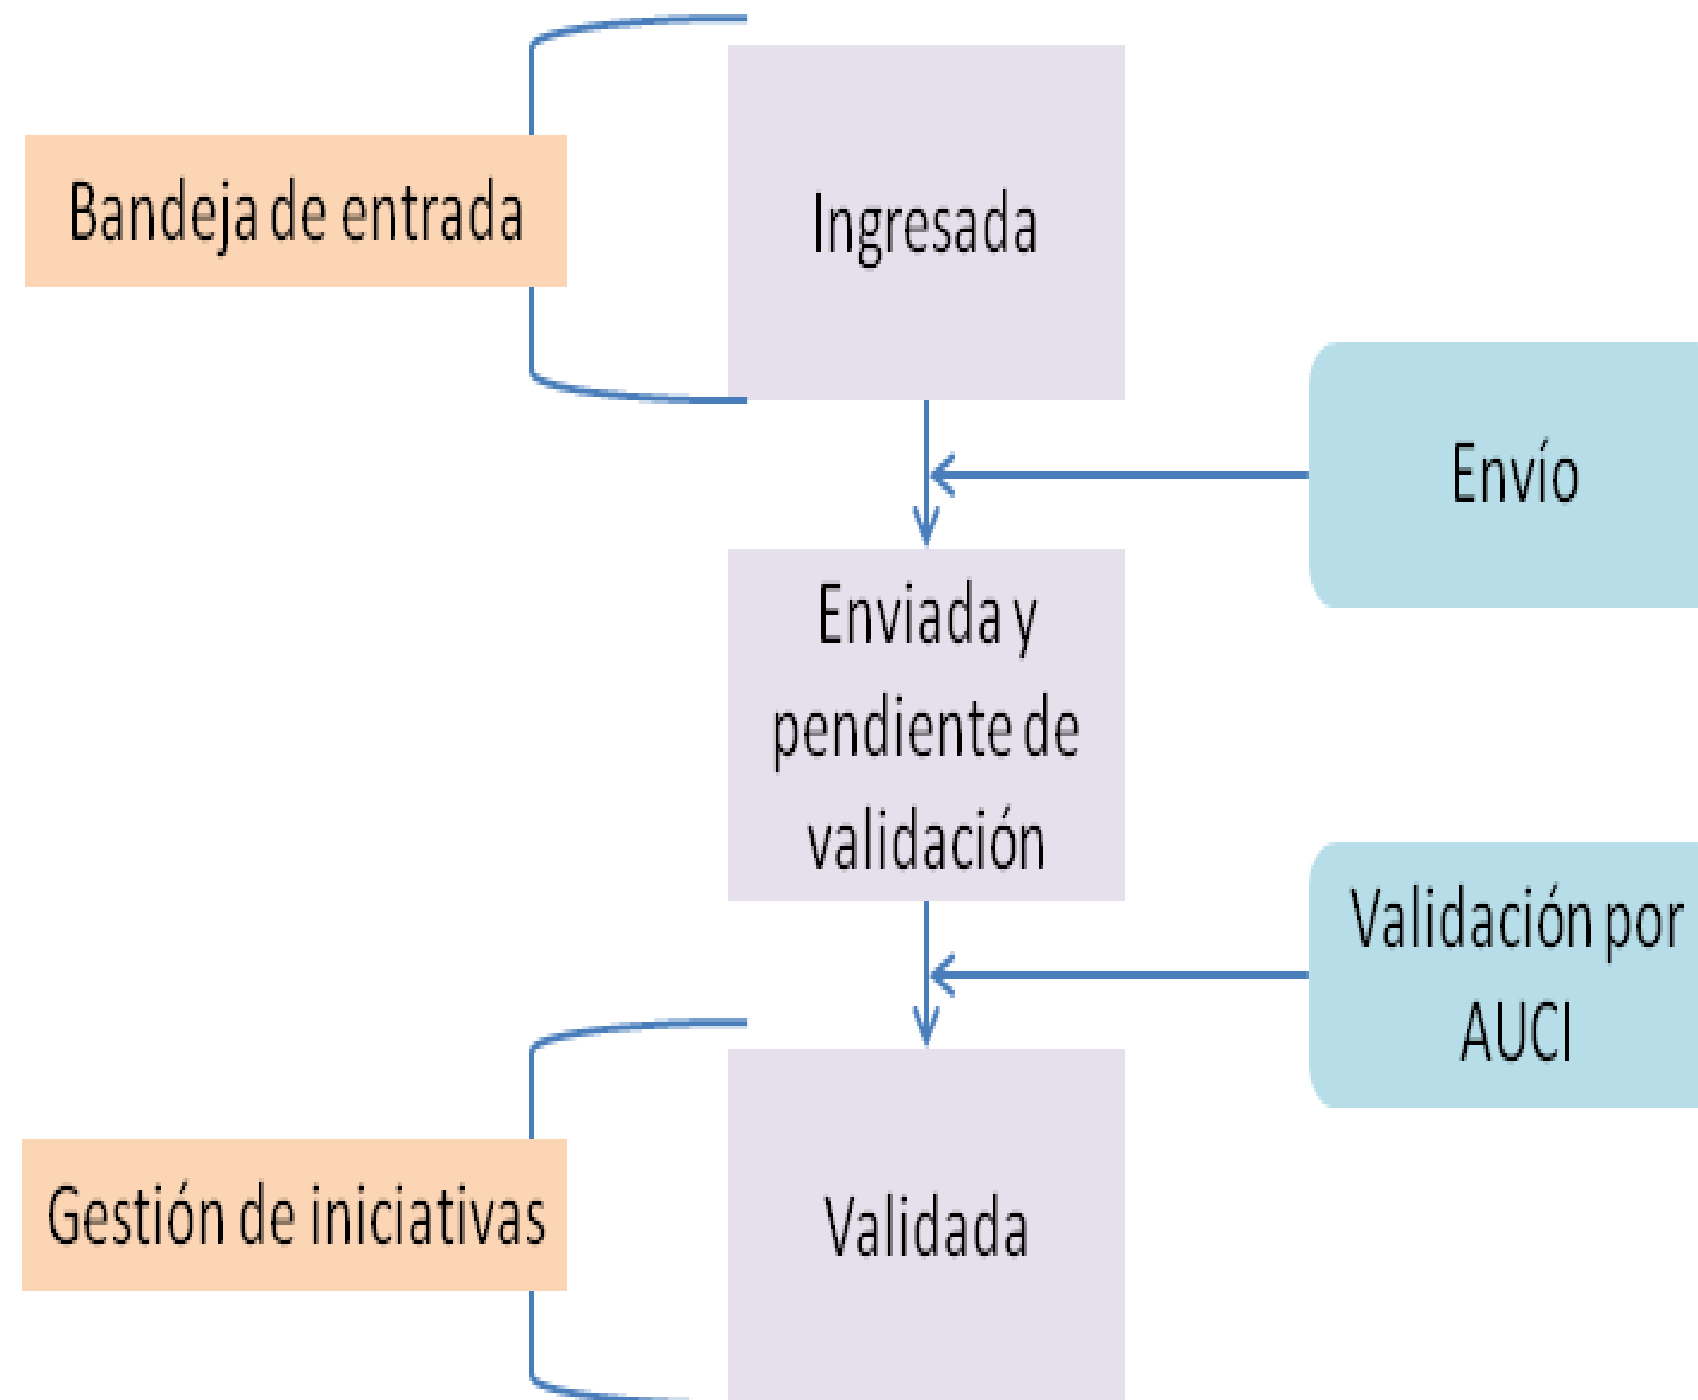 Bandeja de entrada
Ingresada
Envío
Enviada y
pendiente de
validación
Validación por
AUCI
Gestión de iniciativas
Validada